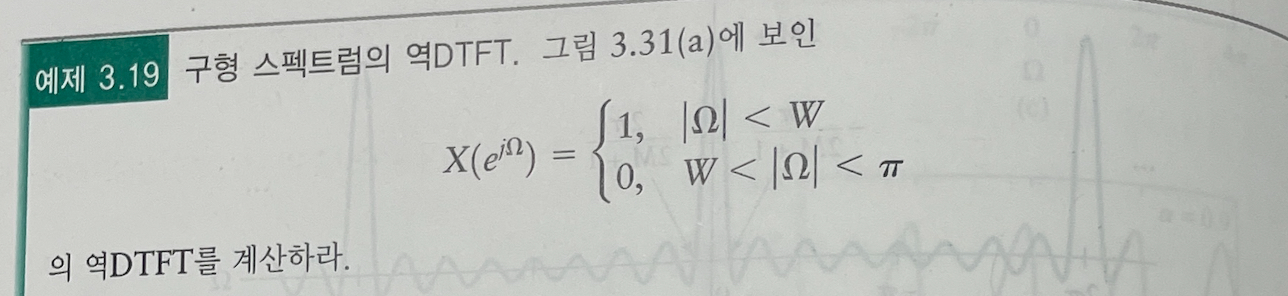 예제 3.19 구형 스펙트럼의 역DTFT. 그림 3.31(a)에 보인
X(e^{jΩ}) = { 1, |Ω| < W
0, W < |Ω| < π
의 역DTFT를 계산하라.